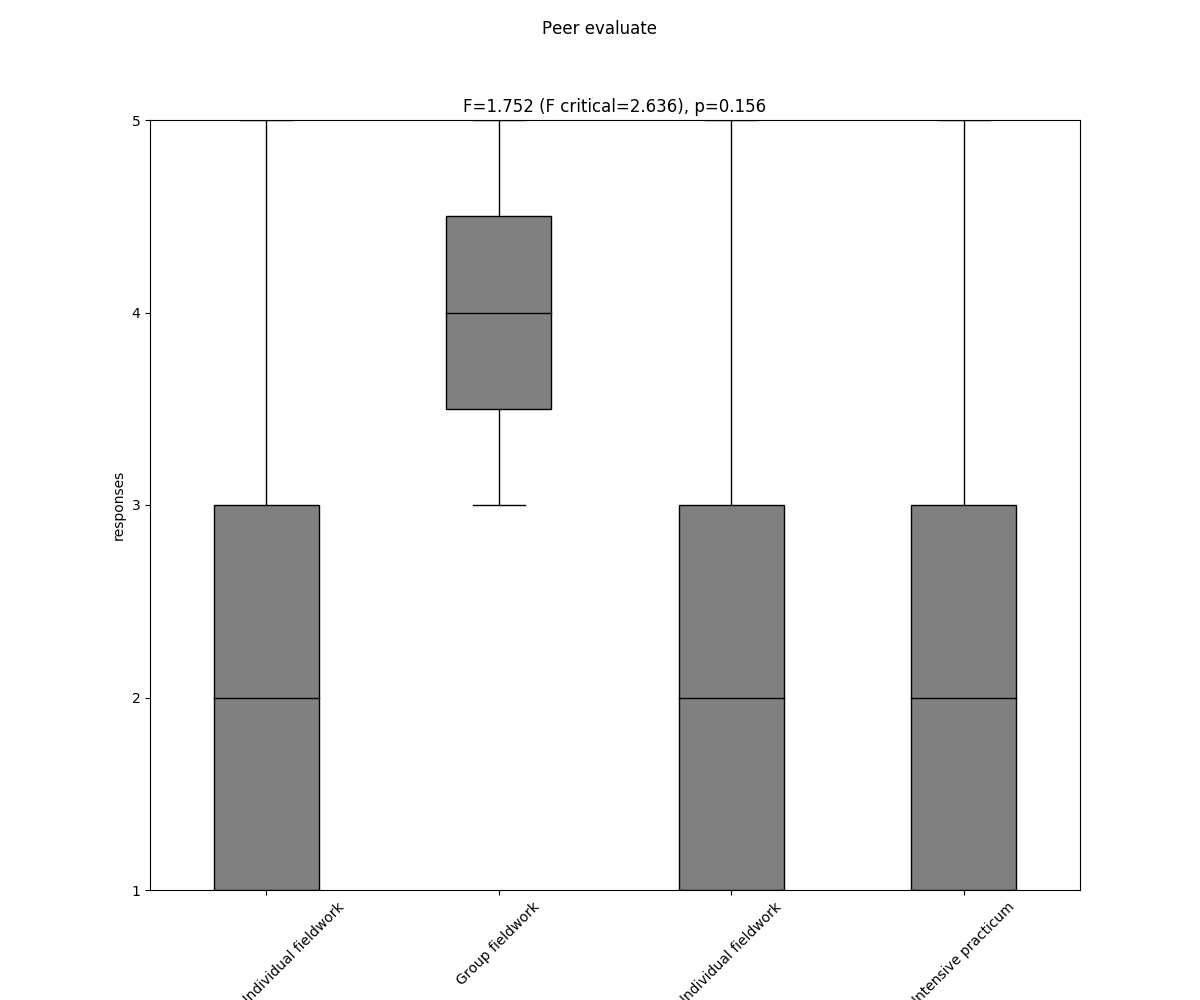 Peer evaluate
F=1.752 (F critical=2.636), p=0.156
5
4
3
2
1
responses
Individual fieldwork
Group fieldwork
Individual fieldwork
Intensive practicum